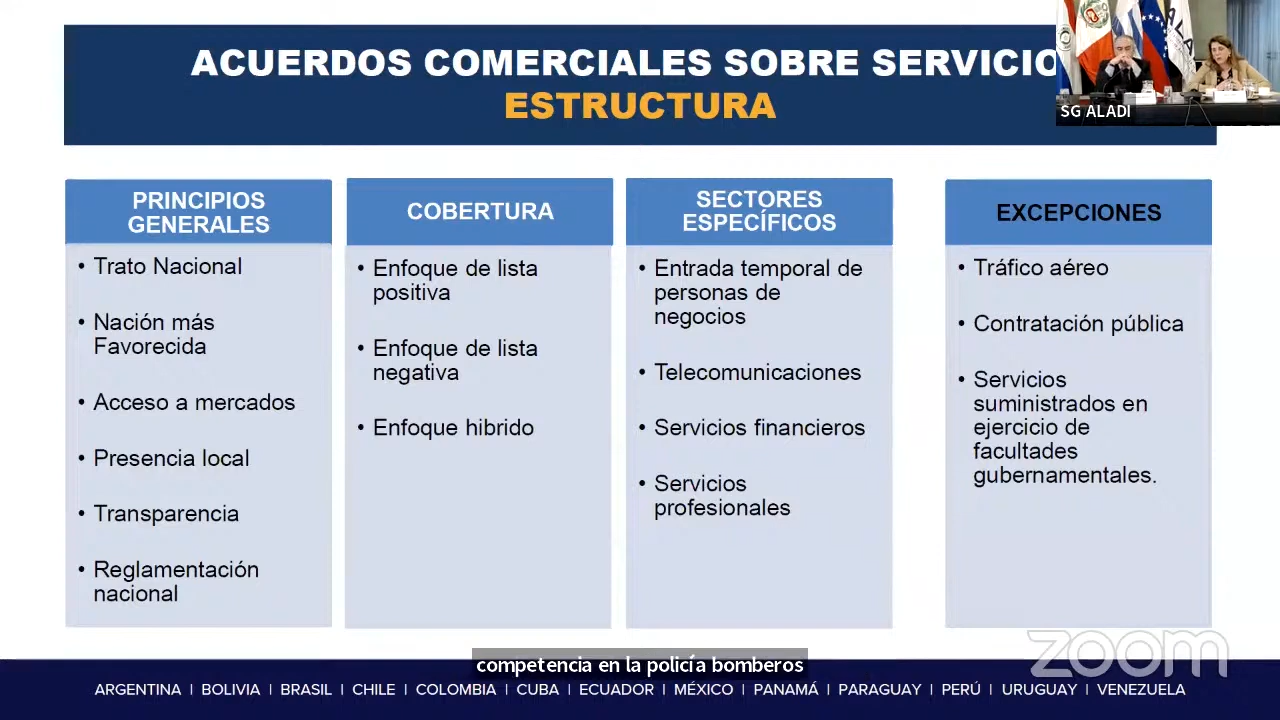 ACUERDOS COMERCIALES SOBRE SERVICIO
ESTRUCTURA
SG ALADI
PRINCIPIOS
GENERALES
• Trato Nacional
• Nación más
Favorecida
• Acceso a mercados
• Presencia local
• Transparencia
• Reglamentación
nacional
COBERTURA
• Enfoque de lista
positiva
• Enfoque de lista
negativa
• Enfoque hibrido
SECTORES
ESPECÍFICOS
• Entrada temporal de
personas de
negocios
• Telecomunicaciones
• Servicios financieros
• Servicios
profesionales
EXCEPCIONES
• Tráfico aéreo
• Contratación pública
• Servicios
suministrados en
ejercicio de
facultades
gubernamentales.
zoom
competencia en la policía bomberos
ARGENTINA | BOLIVIA | BRASIL | CHILE | COLOMBIA | CUBA | ECUADOR | MÉXICO | PANAMÁ | PARAGUAY | PERÚ | URUGUAY | VENEZUELA